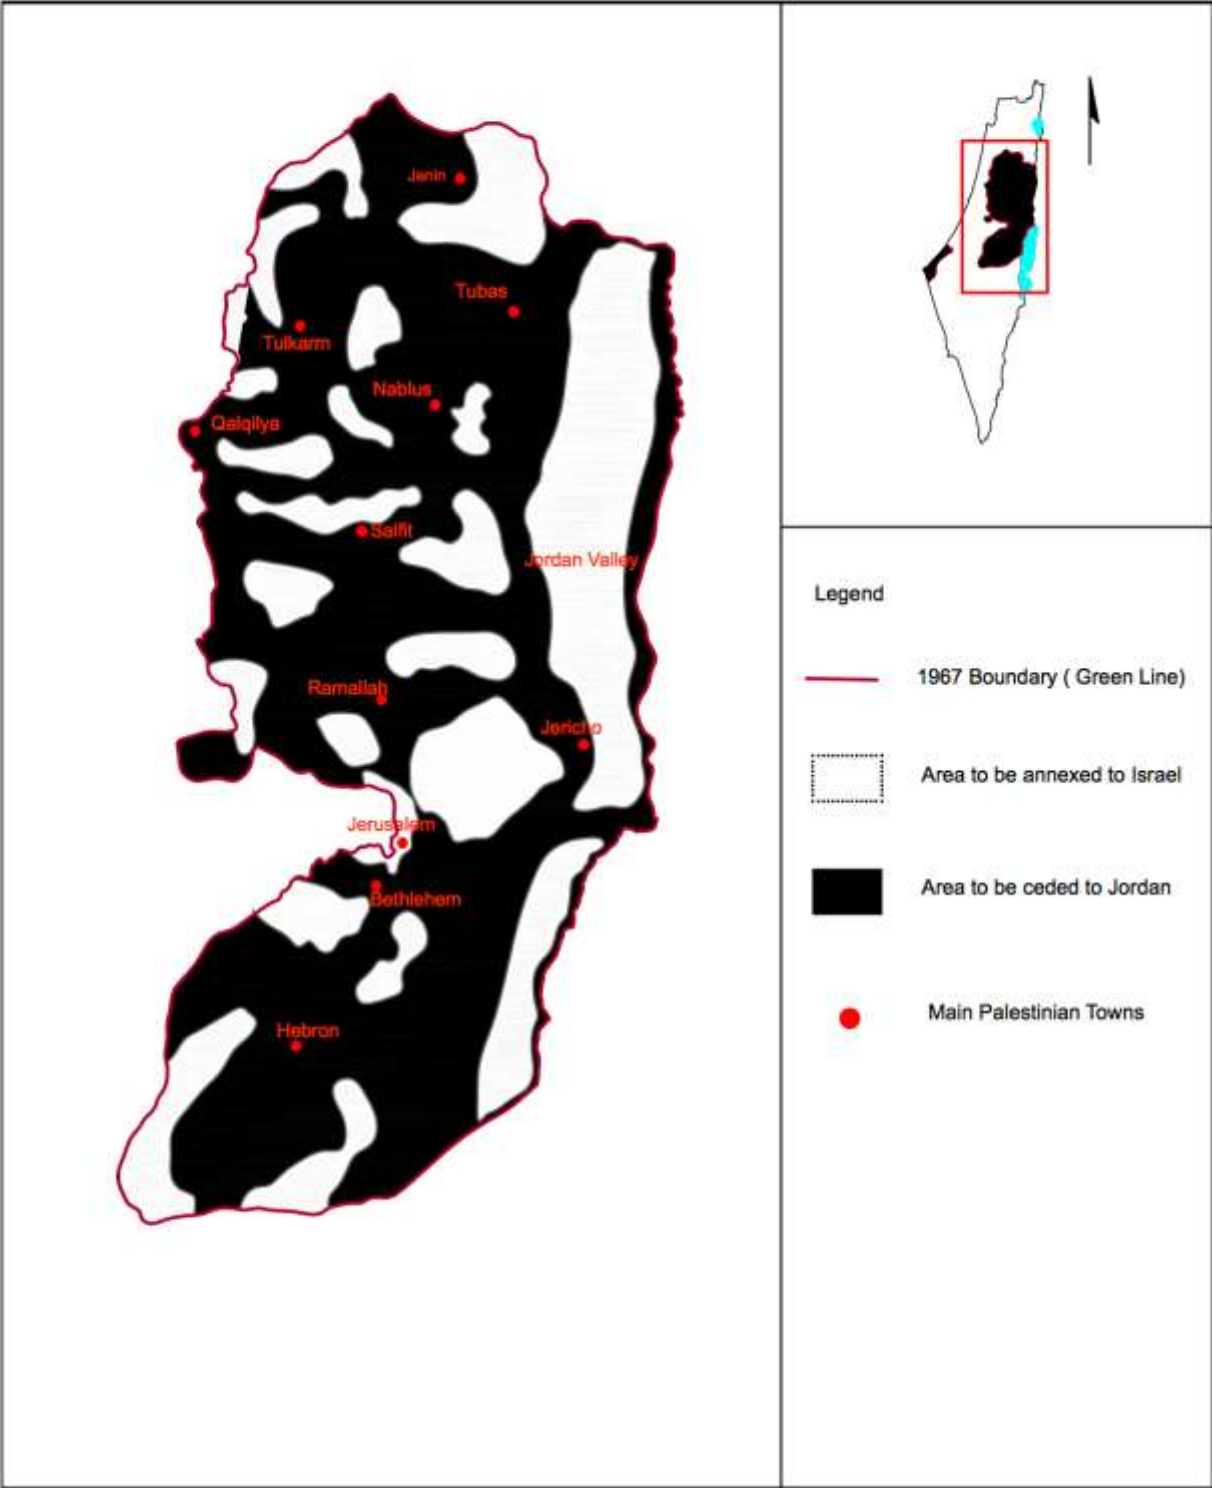 Jenin
Tubas
Tulkarm
Nablus
Qalqilya
Salfit
Jordan Valley
Ramallah
Jericho
Jerusalem
Bethlehem
Hebron
Legend
1967 Boundary ( Green Line)
Area to be annexed to Israel
Area to be ceded to Jordan
Main Palestinian Towns